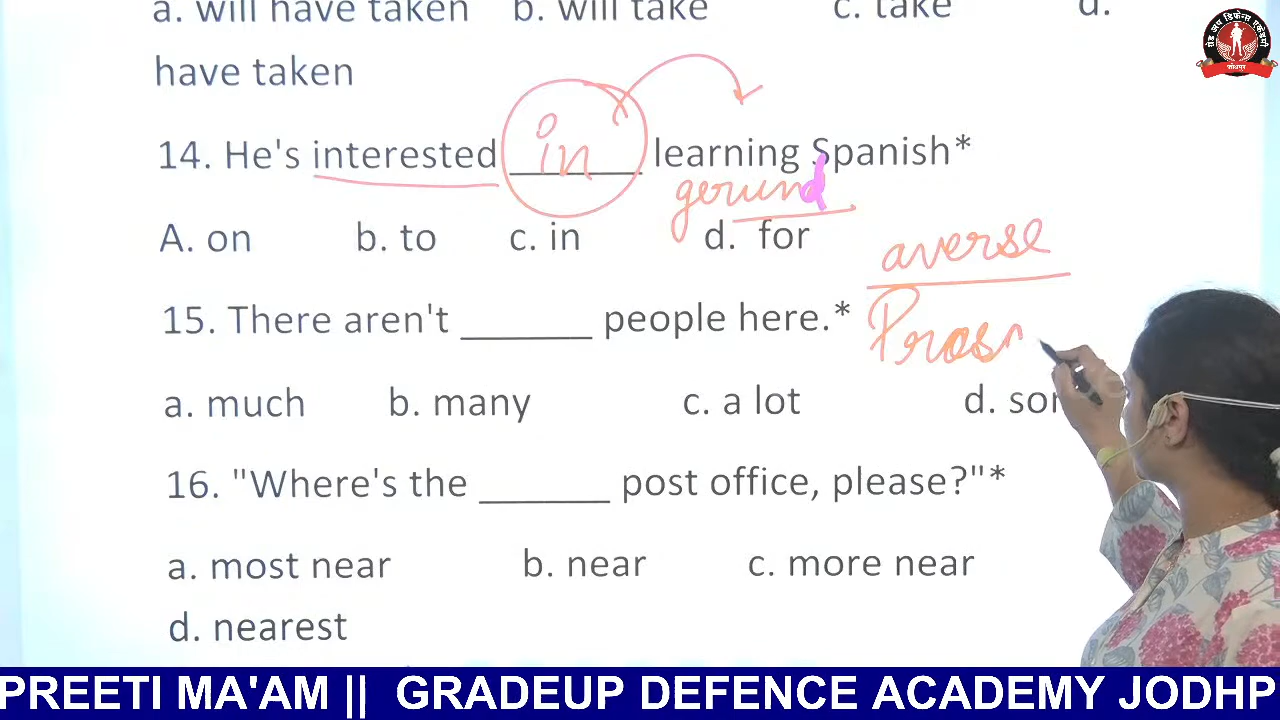 a. will have taken b. will take c. take d.
have taken
14. He's interested in learning Spanish*
gerund
A. on b. to c. in d. for
averse
15. There aren't ______ people here.*
a. much b. many c. a lot
16. "Where's the ______ post office, please?"*
a. most near b. near c. more near
d. nearest
PREETI MA'AM || GRADEUP DEFENCE ACADEMY JODHP